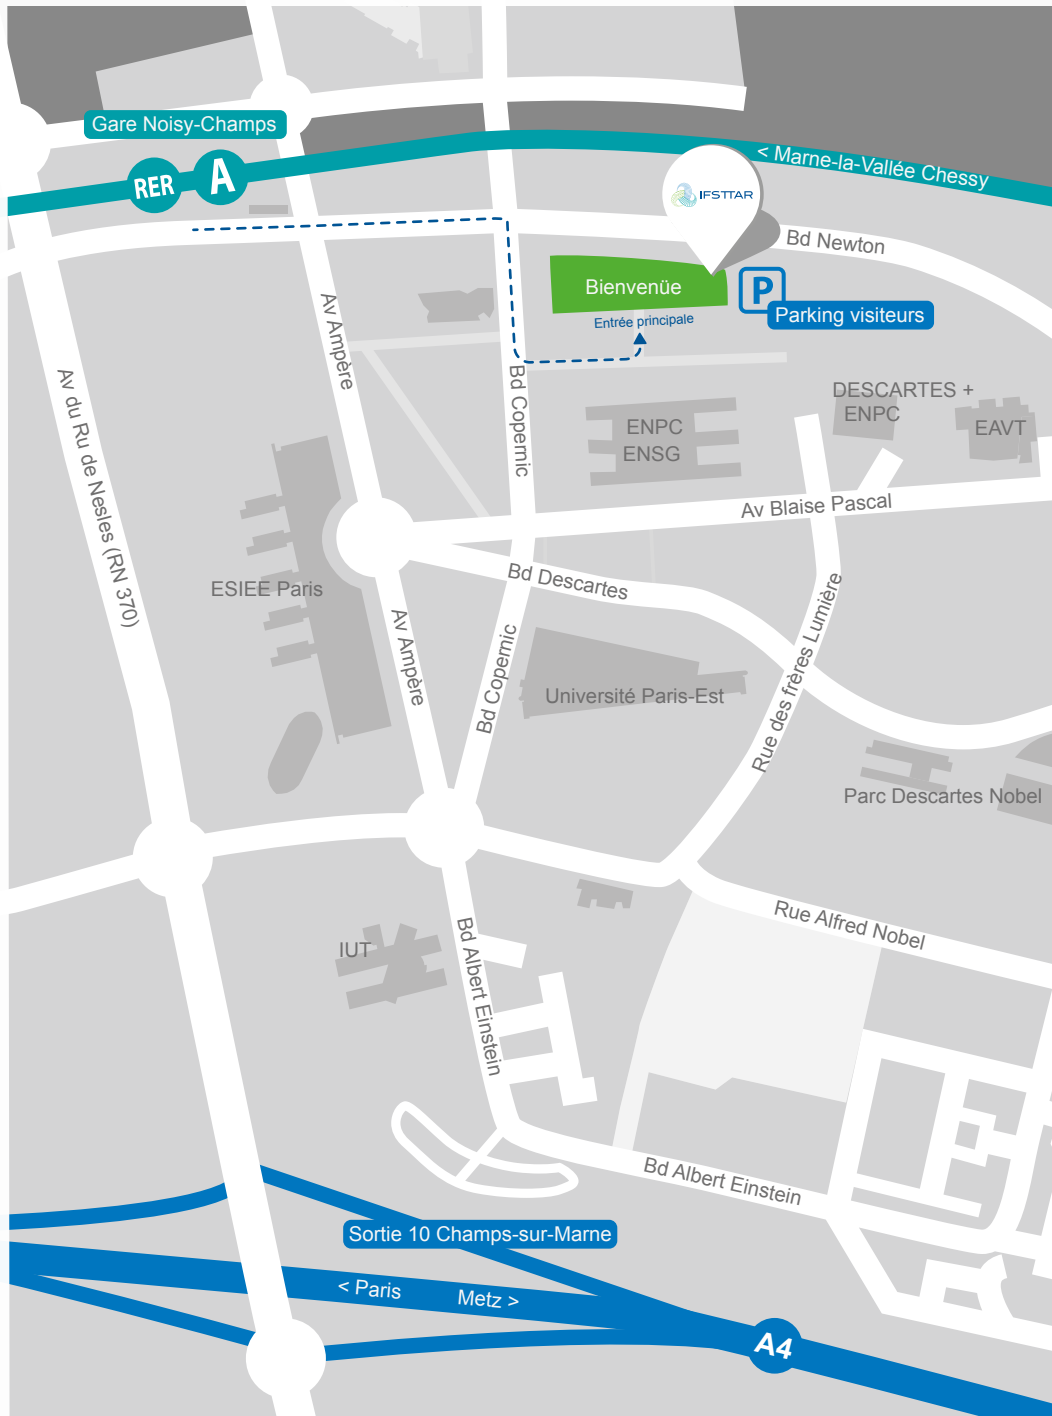 Gare Noisy-Champs
RER A
< Marne-la-Vallée Chessy
IFSTTAR
Bd Newton
Bienvenüe
P
Parking visiteurs
Entrée principale
Av Ampère
Bd Copernic
Av du Ru de Nesles (RN 370)
DESCARTES +
ENPC
EAVT
ENPC
ENSG
Av Blaise Pascal
ESIEE Paris
Bd Descartes
Av Ampère
Bd Copernic
Rue des frères Lumière
Université Paris-Est
Parc Descartes Nobel
Rue Alfred Nobel
IUT
Bd Albert Einstein
Bd Albert Einstein
Sortie 10 Champs-sur-Marne
< Paris
Metz >
A4